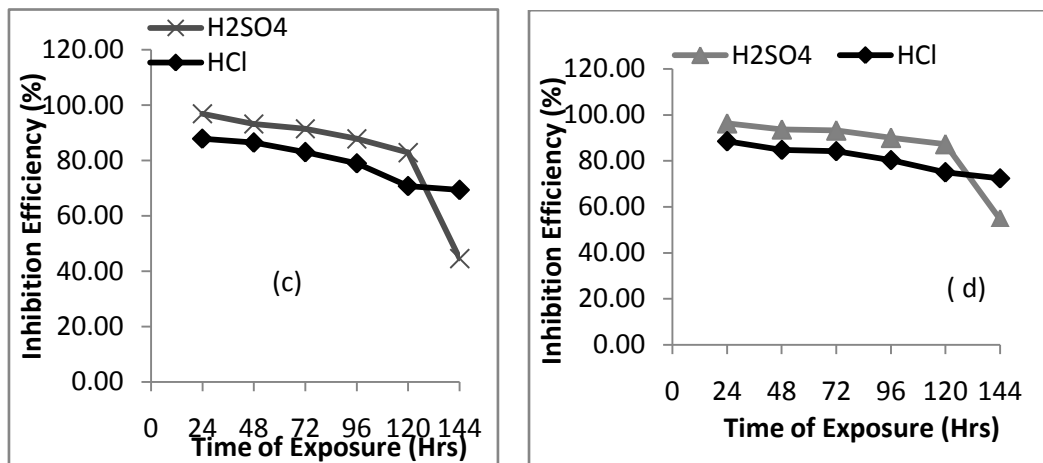 H2SO4
HCl
Inhibition Efficiency (%)
120.00
100.00
80.00
60.00
40.00
20.00
0.00
(c)
0 24 48 72 96 120 144
Time of Exposure (Hrs)
H2SO4 HCl
Inhibition Efficiency (%)
120.00
100.00
80.00
60.00
40.00
20.00
0.00
( d)
0 24 48 72 96 120 144
Time of Exposure (Hrs)